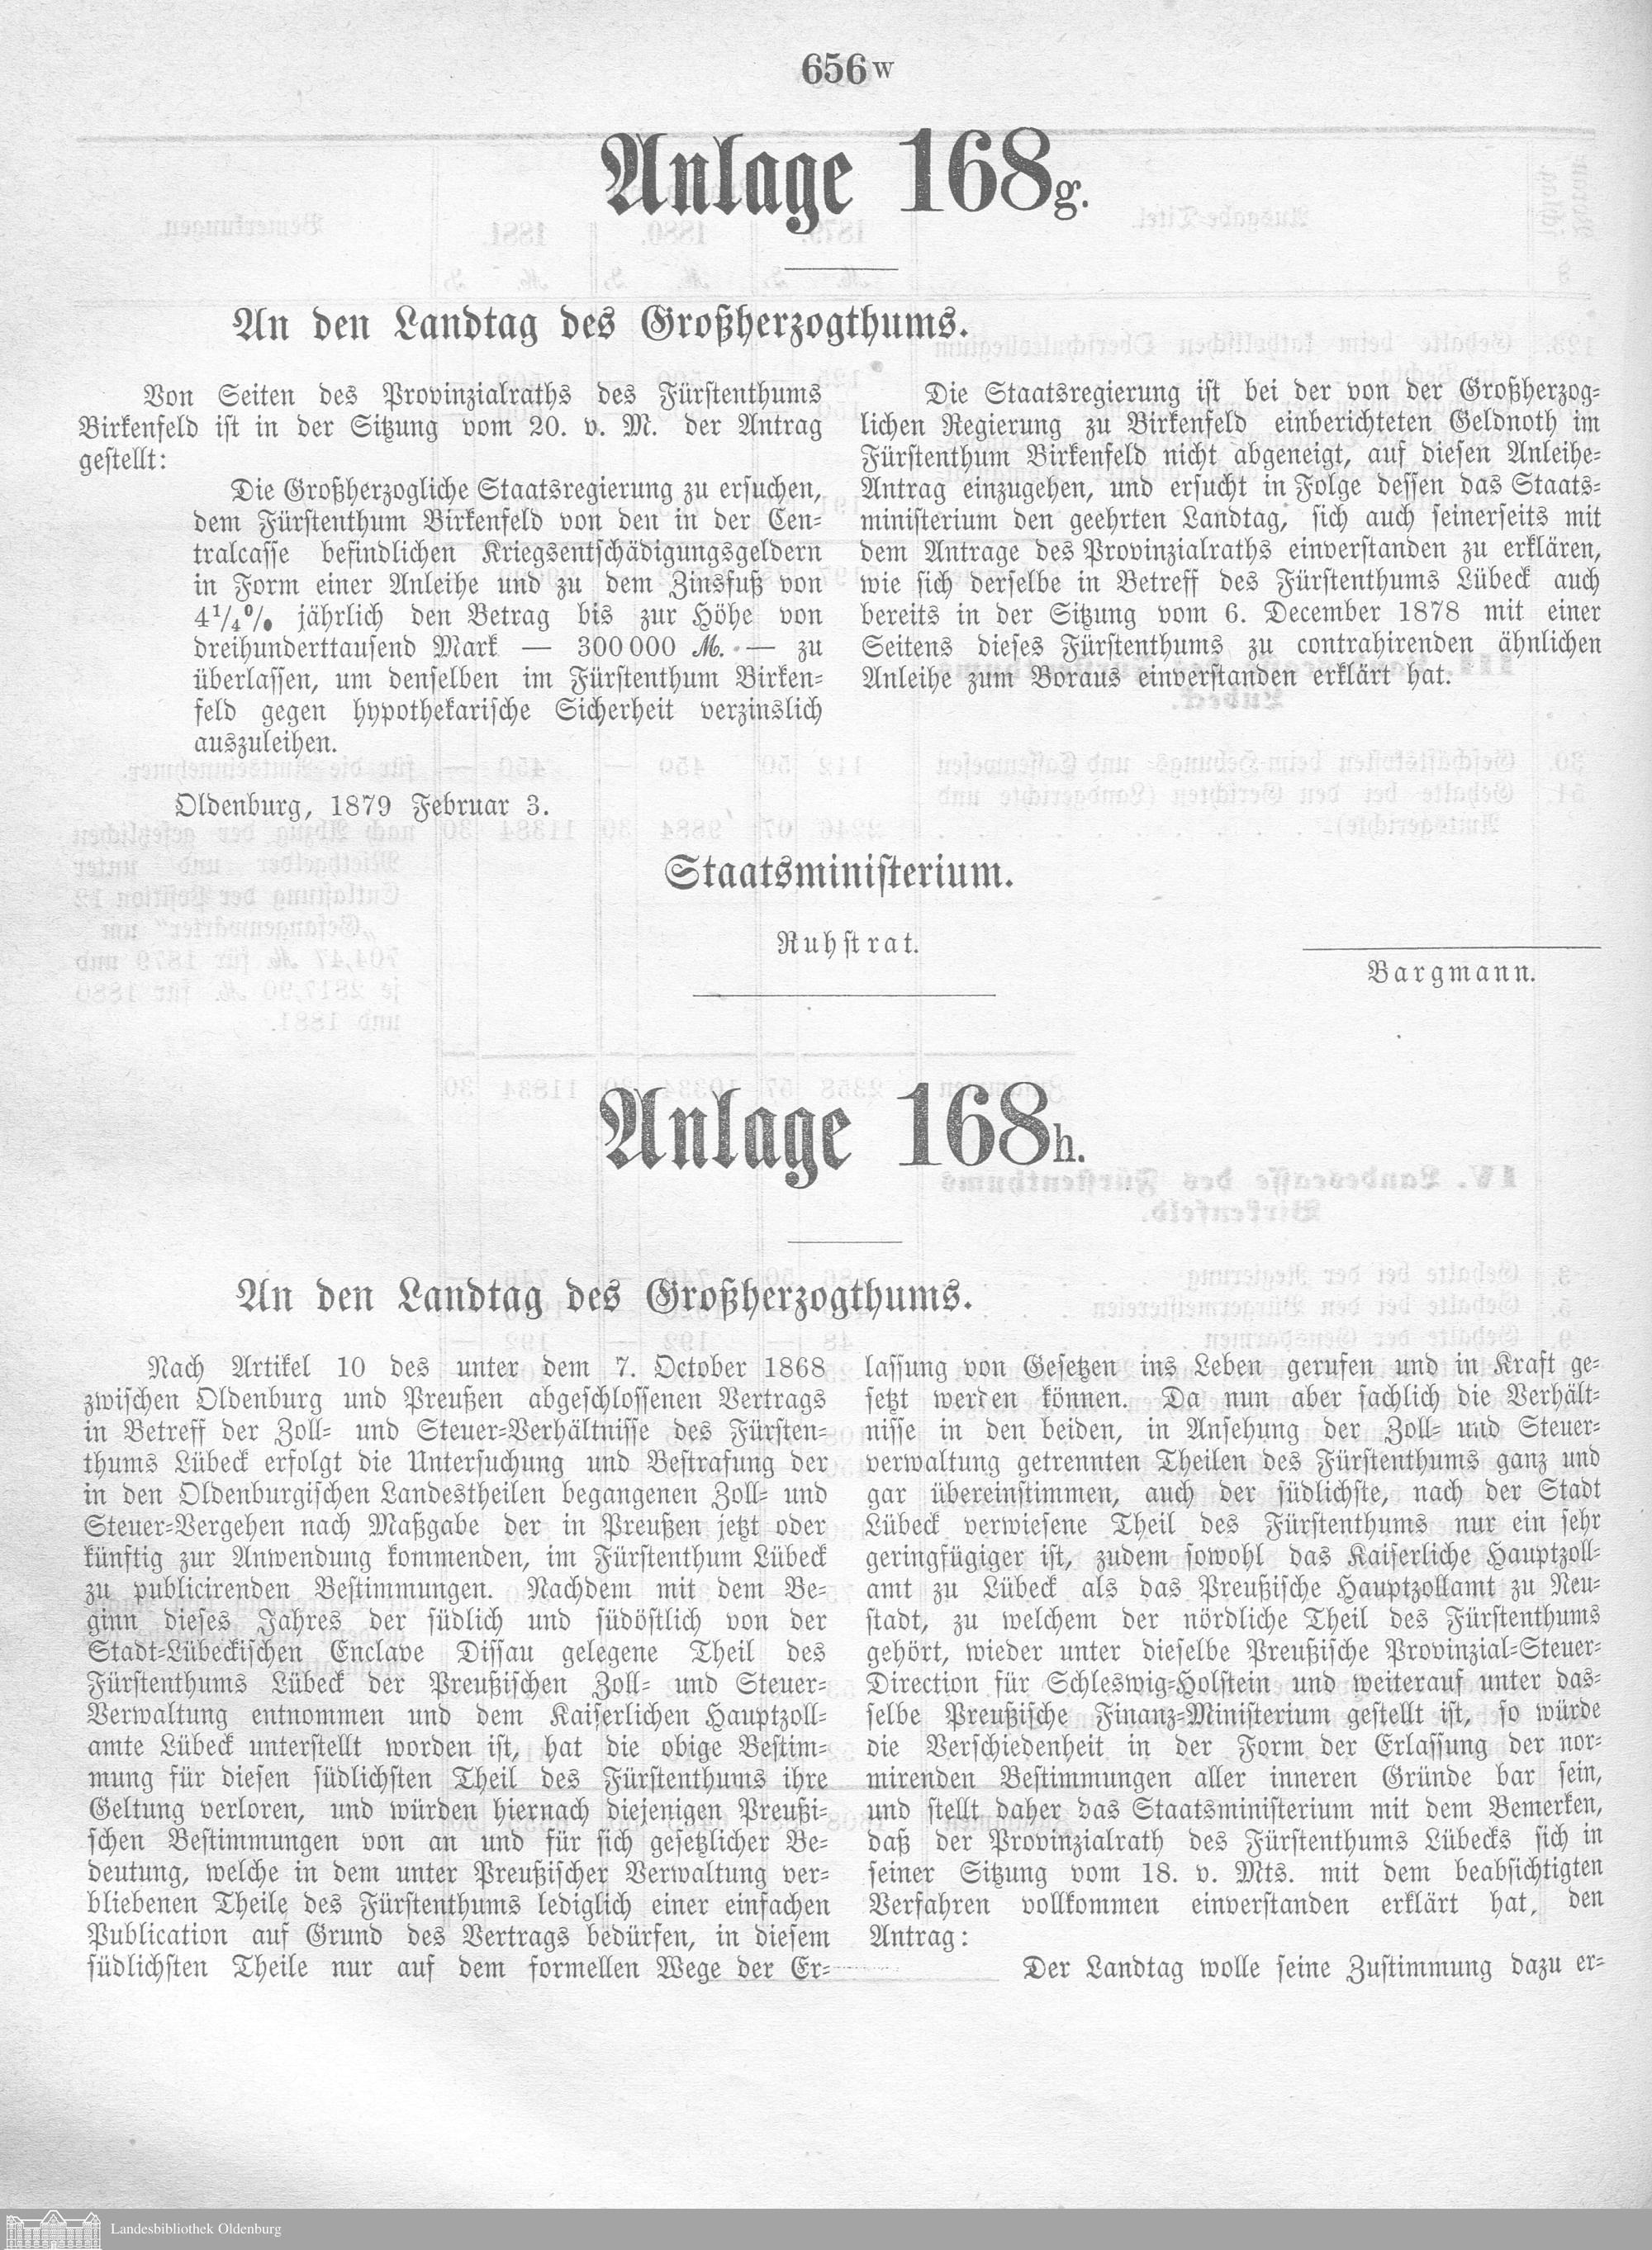 656 w
Anlage 168g.
An den Landtag des Großherzogthums.
Von Seiten des Provinzialraths des Fürstenthums
Birkenfeld ist in der Sitzung vom 20. v. M. der Antrag
gestellt:
Die Großherzogliche Staatsregierung zu ersuchen,
dem Fürstenthum Birkenfeld von den in der Cen-
tralcasse befindlichen Kriegsentschädigungsgeldern
in Form einer Anleihe und zu dem Zinsfuß von
4¼% jährlich den Betrag bis zur Höhe von
dreihunderttausend Mark — 300000 M. — zu
überlassen, um denselben im Fürstenthum Birken-
feld gegen hypothekarische Sicherheit verzinslich
auszuleihen.
Die Staatsregierung ist bei der von der Großherzog-
lichen Regierung zu Birkenfeld einberichteten Geldnoth im
Fürstenthum Birkenfeld nicht abgeneigt, auf diesen Anleihe-
Antrag einzugehen, und ersucht in Folge dessen das Staats-
ministerium den geehrten Landtag, sich auch seinerseits mit
dem Antrage des Provinzialraths einverstanden zu erklären,
wie sich derselbe in Betreff des Fürstenthums Lübeck auch
bereits in der Sitzung vom 6. December 1878 mit einer
Seitens dieses Fürstenthums zu contrahirenden ähnlichen
Anleihe zum Voraus einverstanden erklärt hat.
Oldenburg, 1879 Februar 3.
Staatsministerium.
Ruhstrat.
Bargmann.
Anlage 168h.
An den Landtag des Großherzogthums.
Nach Artikel 10 des unter dem 7. October 1868
zwischen Oldenburg und Preußen abgeschlossenen Vertrags
in Betreff der Zoll- und Steuer-Verhältnisse des Fürsten-
thums Lübeck erfolgt die Untersuchung und Bestrafung der
in den Oldenburgischen Landestheilen begangenen Zoll- und
Steuer-Vergehen nach Maßgabe der in Preußen jetzt oder
künftig zur Anwendung kommenden, im Fürstenthum Lübeck
zu publicirenden Bestimmungen. Nachdem mit dem Be-
ginn dieses Jahres der südlich und südöstlich von der
Stadt-Lübeckischen Enclave Dissau gelegene Theil des
Fürstenthums Lübeck der Preußischen Zoll- und Steuer-
Verwaltung entnommen und dem Kaiserlichen Hauptzoll-
amte Lübeck unterstellt worden ist, hat die obige Bestim-
mung für diesen südlichsten Theil des Fürstenthums ihre
Geltung verloren, und würden hiernach diejenigen Preußi-
schen Bestimmungen von an und für sich gesetzlicher Be-
deutung, welche in dem unter Preußischer Verwaltung ver-
bliebenen Theile des Fürstenthums lediglich einer einfachen
Publication auf Grund des Vertrags bedürfen, in diesem
südlichsten Theile nur auf dem formellen Wege der Er-
lassung von Gesetzen ins Leben gerufen und in Kraft ge-
setzt werden können. Da nun aber sachlich die Verhält-
nisse in den beiden, in Ansehung der Zoll- und Steuer-
verwaltung getrennten Theilen des Fürstenthums ganz und
gar übereinstimmen, auch der südlichste, nach der Stadt
Lübeck verwiesene Theil des Fürstenthums nur ein sehr
geringfügiger ist, zudem sowohl das Kaiserliche Hauptzoll-
amt zu Lübeck als das Preußische Hauptzollamt zu Neu-
stadt, zu welchem der nördliche Theil des Fürstenthums
gehört, wieder unter dieselbe Preußische Provinzial-Steuer-
Direction für Schleswig-Holstein und weiterauf unter das-
selbe Preußische Finanz-Ministerium gestellt ist, so würde
die Verschiedenheit in der Form der Erlassung der nor-
mirenden Bestimmungen aller inneren Gründe bar sein,
und stellt daher das Staatsministerium mit dem Bemerken,
daß der Provinzialrath des Fürstenthums Lübecks sich in
seiner Sitzung vom 18. v. Mts. mit dem beabsichtigten
Verfahren vollkommen einverstanden erklärt hat, den
Antrag:
Der Landtag wolle seine Zustimmung dazu er-
Landesbibliothek Oldenburg